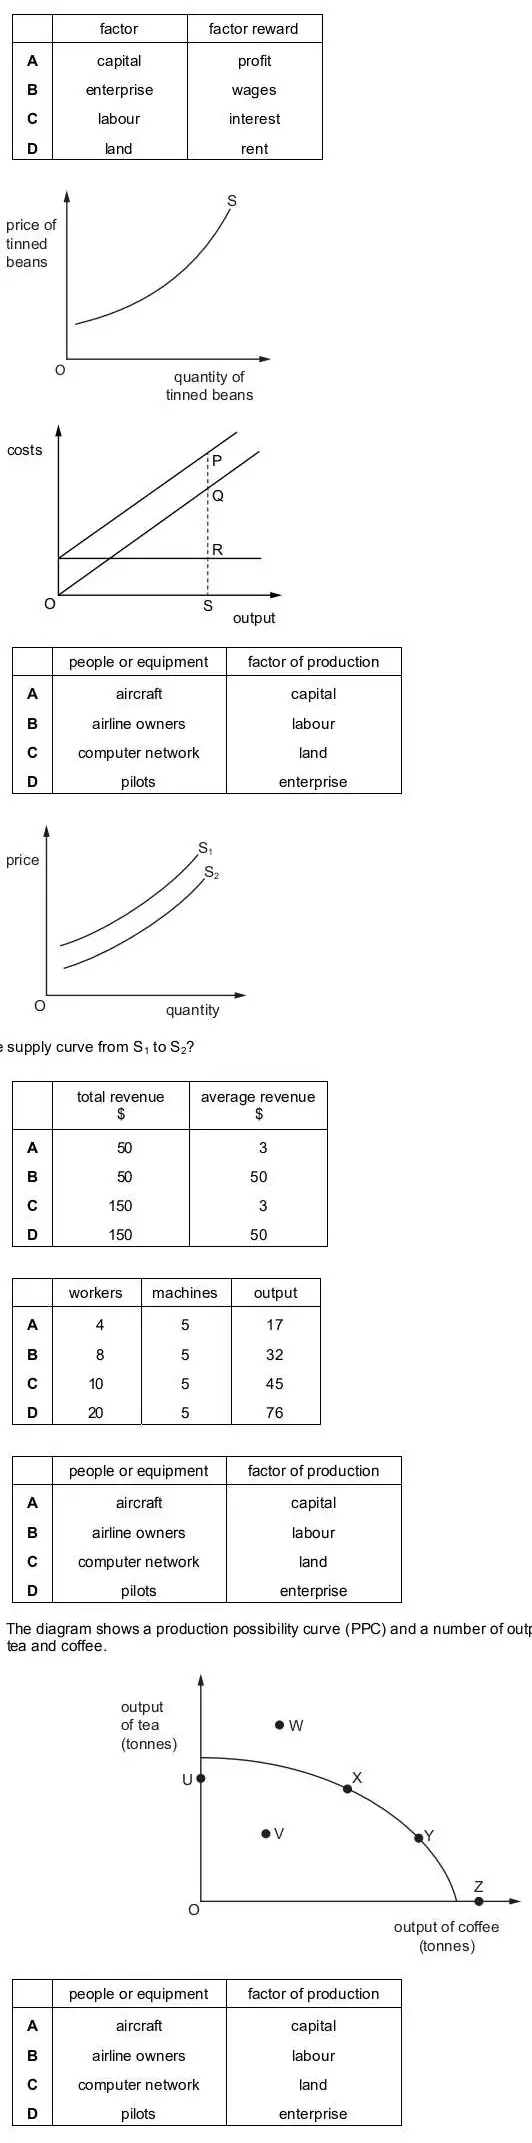 factor factor reward
A capital profit
B enterprise wages
C labour interest
D land rent
S
price of
tinned
beans
O
quantity of
tinned beans
costs
P
Q
R
O S
output
people or equipment factor of production
A aircraft capital
B airline owners labour
C computer network land
D pilots enterprise
S₁
price
S₂
O
quantity
e supply curve from S₁ to S₂?
total revenue average revenue
$ $
A 50 3
B 50 50
C 150 3
D 150 50
workers machines output
A 4 5 17
B 8 5 32
C 10 5 45
D 20 5 76
people or equipment factor of production
A aircraft capital
B airline owners labour
C computer network land
D pilots enterprise
The diagram shows a production possibility curve (PPC) and a number of outp
tea and coffee.
output
of tea
(tonnes)
W
U
X
V
Y
Z
O
output of coffee
(tonnes)
people or equipment factor of production
A aircraft capital
B airline owners labour
C computer network land
D pilots enterprise